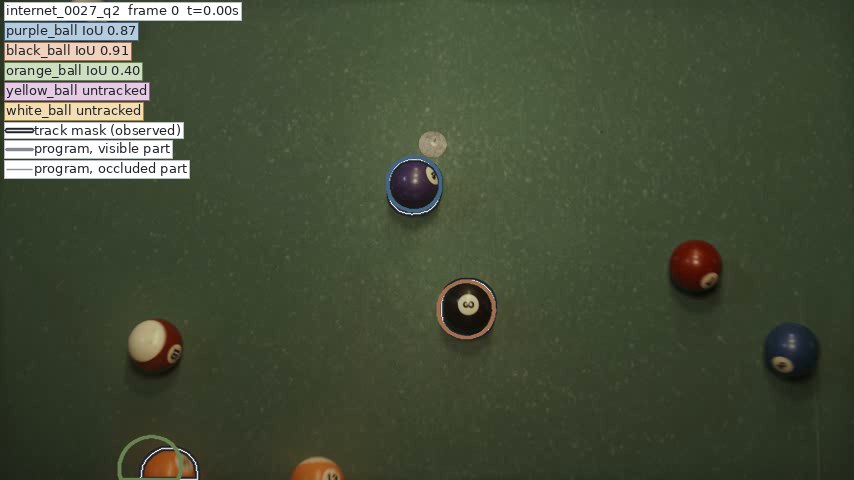 internet_0027_q2  frame 0  t=0.00s
purple_ball IoU 0.87
black_ball IoU 0.91
orange_ball IoU 0.40
yellow_ball untracked
white_ball untracked
track mask (observed)
program, visible part
program, occluded part
8